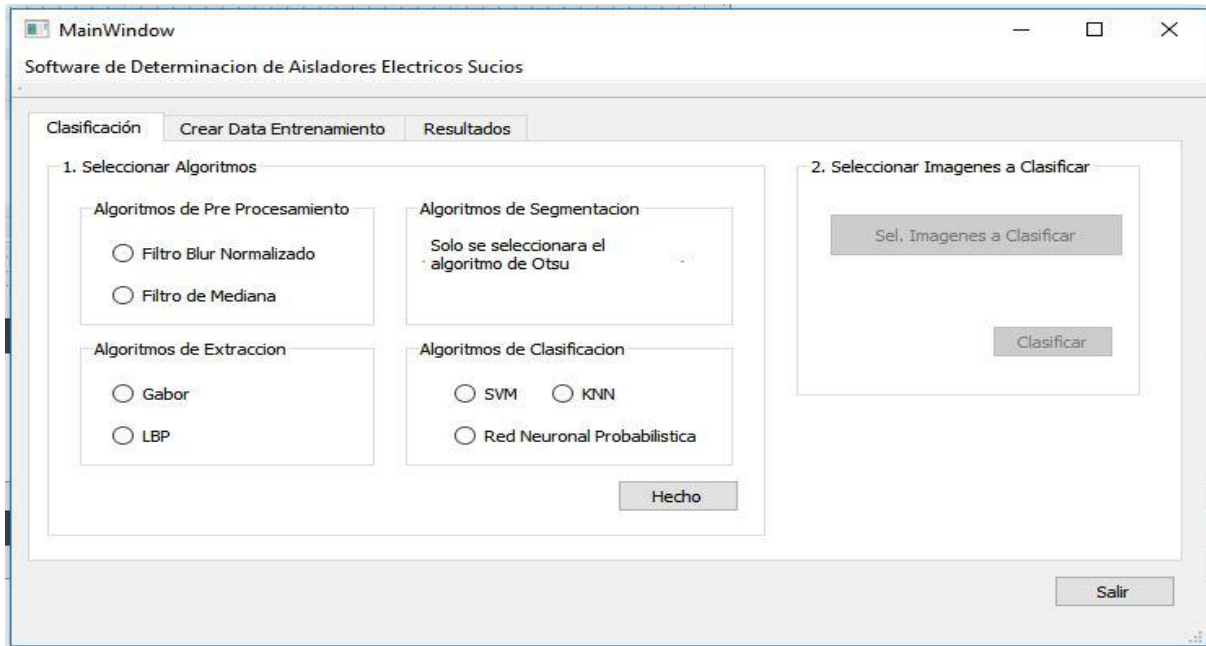 MainWindow
Software de Determinacion de Aisladores Electricos Sucios
Clasificación
Crear Data Entrenamiento
Resultados
1. Seleccionar Algoritmos
Algoritmos de Pre Procesamiento
Filtro Blur Normalizado
Filtro de Mediana
Algoritmos de Segmentacion
Solo se seleccionara el
algoritmo de Otsu
Algoritmos de Extraccion
Gabor
LBP
Algoritmos de Clasificacion
SVM
KNN
Red Neuronal Probabilistica
Hecho
2. Seleccionar Imagenes a Clasificar
Sel. Imagenes a Clasificar
Clasificar
Salir